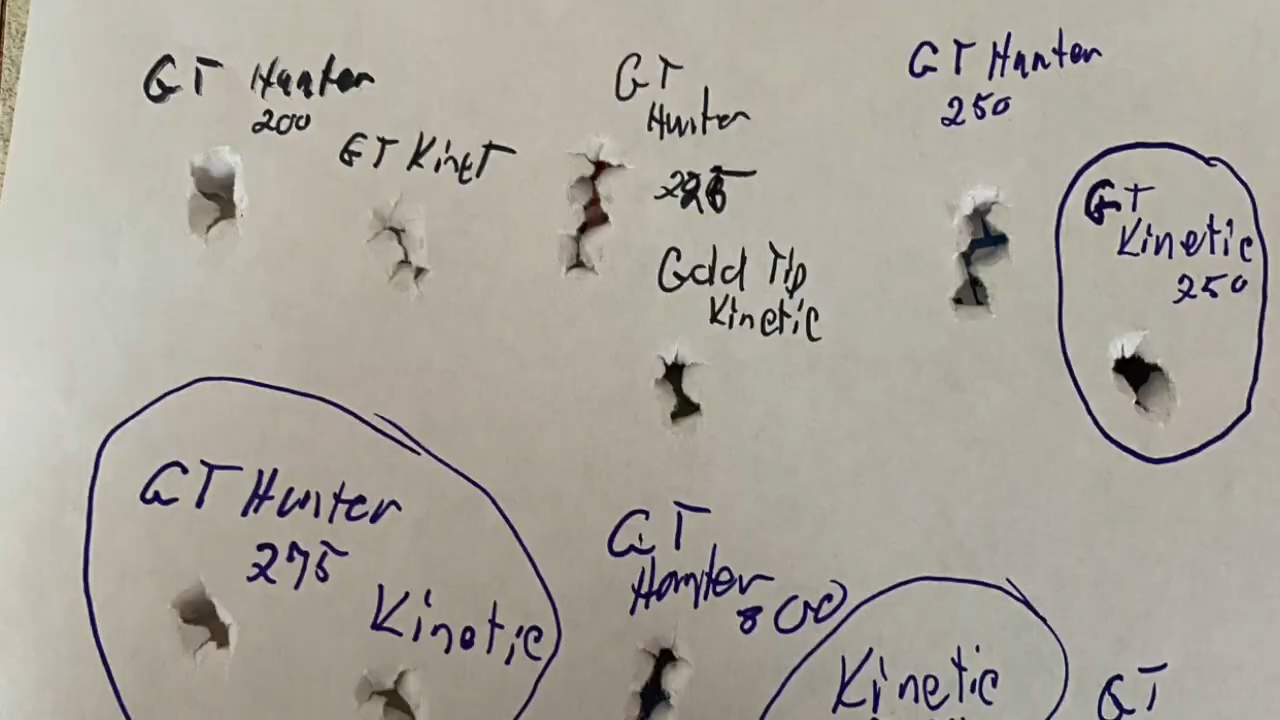 GT Hunter
200
GT Kinet
GT
Hunter
225
Gold Tip
Kinetic
GT Hunter
250
GT
Kinetic
250
GT Hunter
275
Kinetic
GT
Hunter
300
Kinetic
GT